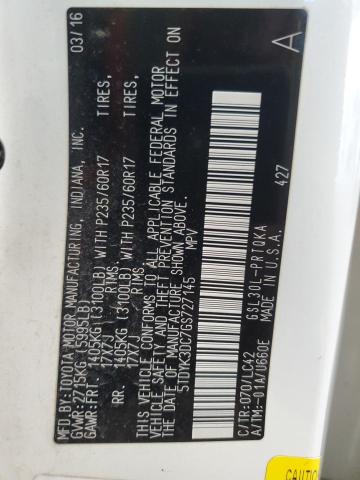 MFD.BY:TOYOTA MOTOR MANUFACTURING, INDIANA, INC. 03/16
GVWR:2715KG (5995LB)
GAWR:FRT. 1405KG (3100LB) WITH P235/60R17 TIRES,
17X7J RIMS
RR. 1405KG (3100LB) WITH P235/60R17 TIRES,
17X7J RIMS
THIS VEHICLE CONFORMS TO ALL APPLICABLE FEDERAL MOTOR
VEHICLE SAFETY AND THEFT PREVENTION STANDARDS IN EFFECT ON
THE DATE OF MANUFACTURE SHOWN ABOVE.
5TDYK3DC7GS727145 MPV
A
427
C/TR:070/LC42 GSL30L-PRTQKA
A/TM:-01A/U660E MADE IN U.S.A.